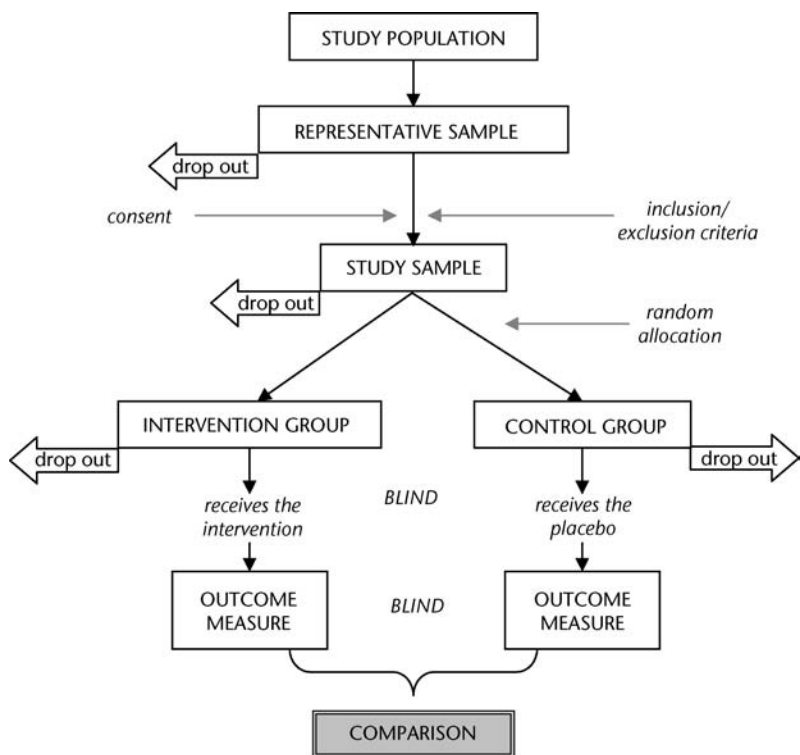 STUDY POPULATION
REPRESENTATIVE SAMPLE
drop out
consent
inclusion/
exclusion criteria
STUDY SAMPLE
drop out
random
allocation
INTERVENTION GROUP
CONTROL GROUP
drop out
drop out
receives the
intervention
BLIND
receives the
placebo
OUTCOME
MEASURE
BLIND
OUTCOME
MEASURE
COMPARISON